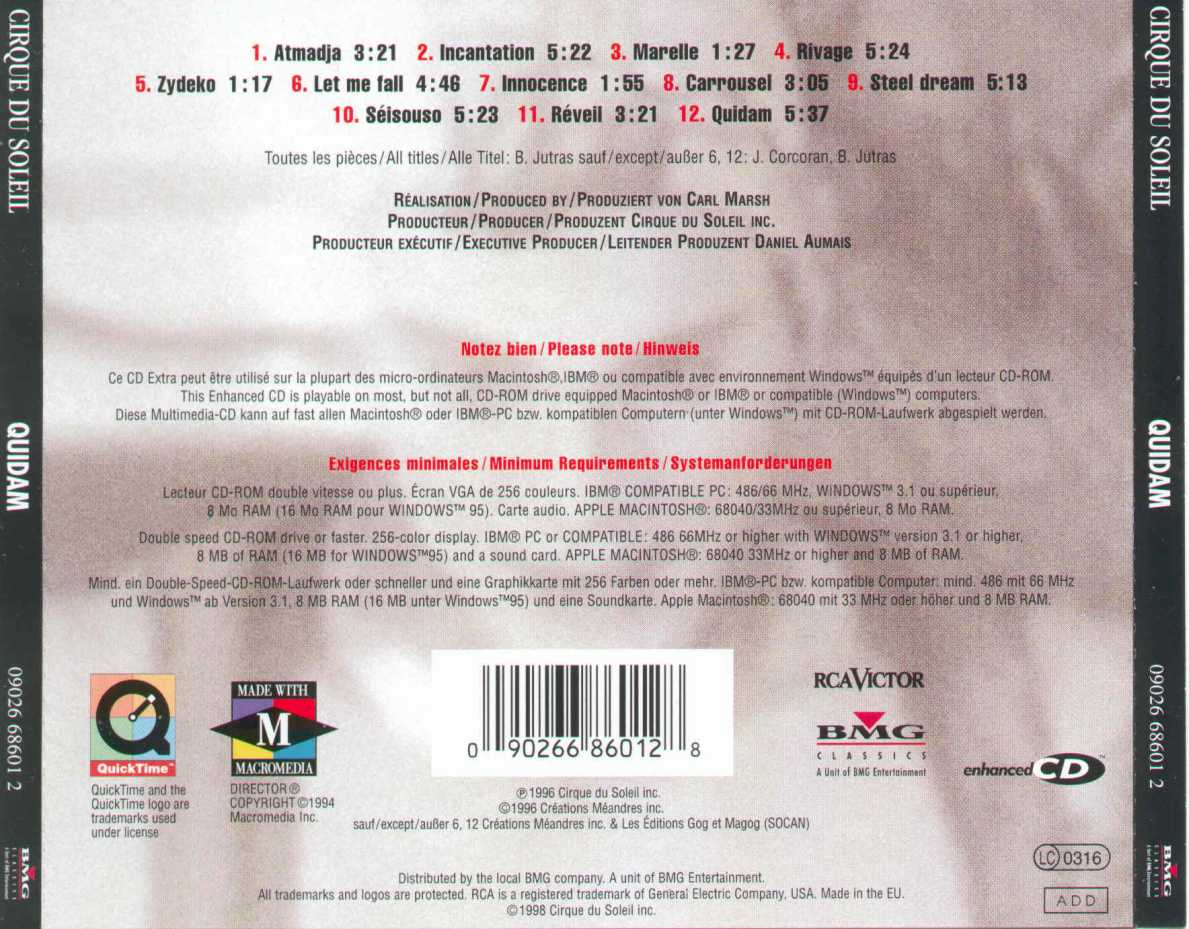 CIRQUE DU SOLEIL
QUIDAM
09026 68601 2
BMG
CLASSICS
1. Atmadja 3:21 2. Incantation 5:22 3. Marelle 1:27 4. Rivage 5:24
5. Zydeko 1:17 6. Let me fall 4:46 7. Innocence 1:55 8. Carrousel 3:05 9. Steel dream 5:13
10. Séisouso 5:23 11. Réveil 3:21 12. Quidam 5:37
Toutes les pièces/All titles/Alle Titel: B. Jutras sauf/except/außer 6, 12: J. Corcoran, B. Jutras
RÉALISATION/PRODUCED BY/PRODUZIERT VON CARL MARSH
PRODUCTEUR/PRODUCER/PRODUZENT CIRQUE DU SOLEIL INC.
PRODUCTEUR EXÉCUTIF/EXECUTIVE PRODUCER/LEITENDER PRODUZENT DANIEL AUMAIS
Notez bien/Please note/Hinweis
Ce CD Extra peut être utilisé sur la plupart des micro-ordinateurs Macintosh®,IBM® ou compatible avec environnement Windows™ équipés d'un lecteur CD-ROM.
This Enhanced CD is playable on most, but not all, CD-ROM drive equipped Macintosh® or IBM® or compatible (Windows™) computers.
Diese Multimedia-CD kann auf fast allen Macintosh® oder IBM®-PC bzw. kompatiblen Computern (unter Windows™) mit CD-ROM-Laufwerk abgespielt werden.
Exigences minimales/Minimum Requirements/Systemanforderungen
Lecteur CD-ROM double vitesse ou plus. Écran VGA de 256 couleurs. IBM® COMPATIBLE PC: 486/66 MHz, WINDOWS™ 3.1 ou supérieur,
8 Mo RAM (16 Mo RAM pour WINDOWS™ 95). Carte audio. APPLE MACINTOSH®: 68040/33MHz ou supérieur, 8 Mo RAM.
Double speed CD-ROM drive or faster. 256-color display. IBM® PC or COMPATIBLE: 486 66MHz or higher with WINDOWS™ version 3.1 or higher,
8 MB of RAM (16 MB for WINDOWS™95) and a sound card. APPLE MACINTOSH®: 68040 33MHz or higher and 8 MB of RAM.
Mind. ein Double-Speed-CD-ROM-Laufwerk oder schneller und eine Graphikkarte mit 256 Farben oder mehr. IBM®-PC bzw. kompatible Computer: mind. 486 mit 66 MHz
und Windows™ ab Version 3.1, 8 MB RAM (16 MB unter Windows™95) und eine Soundkarte. Apple Macintosh®: 68040 mit 33 MHz oder höher und 8 MB RAM.
QuickTime™
QuickTime and the
QuickTime logo are
trademarks used
under license
MADE WITH
M
MACROMEDIA
DIRECTOR®
COPYRIGHT©1994
Macromedia Inc.
0 90266 86012 8
℗1996 Cirque du Soleil inc.
©1996 Créations Méandres inc.
sauf/except/außer 6, 12 Créations Méandres inc. & Les Éditions Gog et Magog (SOCAN)
RCA VICTOR
BMG
CLASSICS
A Unit of BMG Entertainment
enhanced CD™
Distributed by the local BMG company. A unit of BMG Entertainment.
All trademarks and logos are protected. RCA is a registered trademark of General Electric Company, USA. Made in the EU.
©1998 Cirque du Soleil inc.
LC 0316
ADD
CIRQUE DU SOLEIL
QUIDAM
09026 68601 2
BMG
CLASSICS